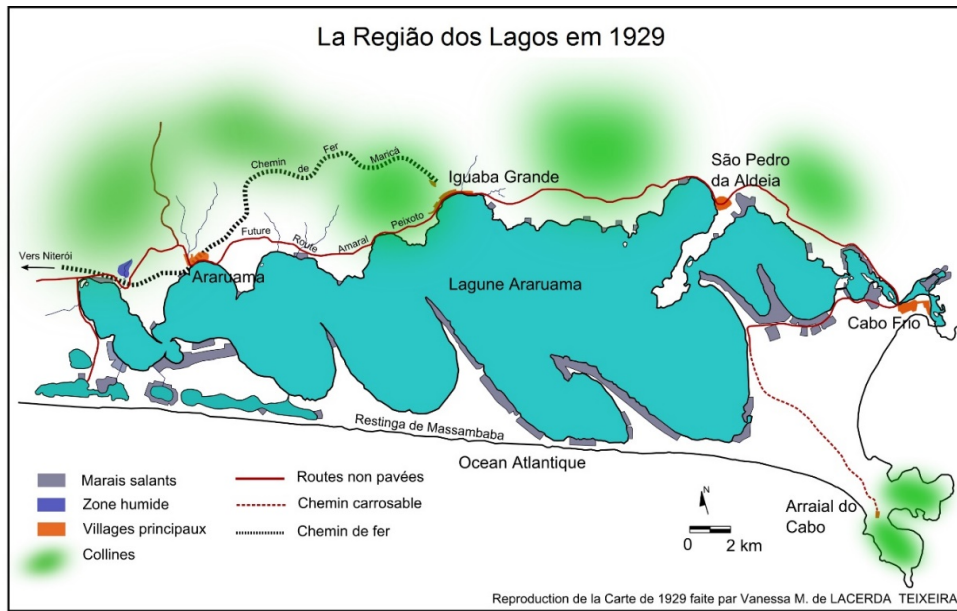 La Região dos Lagos em 1929
Chemin de Fer Maricá
Iguaba Grande
São Pedro
da Aldeia
Future Route Amaral Peixoto
Vers Niterói
Araruama
Lagune Araruama
Cabo Frio
Restinga de Massambaba
Ocean Atlantique
Arraial do
Cabo
Marais salants
Zone humide
Villages principaux
Collines
Routes non pavées
Chemin carrosable
Chemin de fer
N
0 2 km
Reproduction de la Carte de 1929 faite par Vanessa M. de LACERDA TEIXEIRA